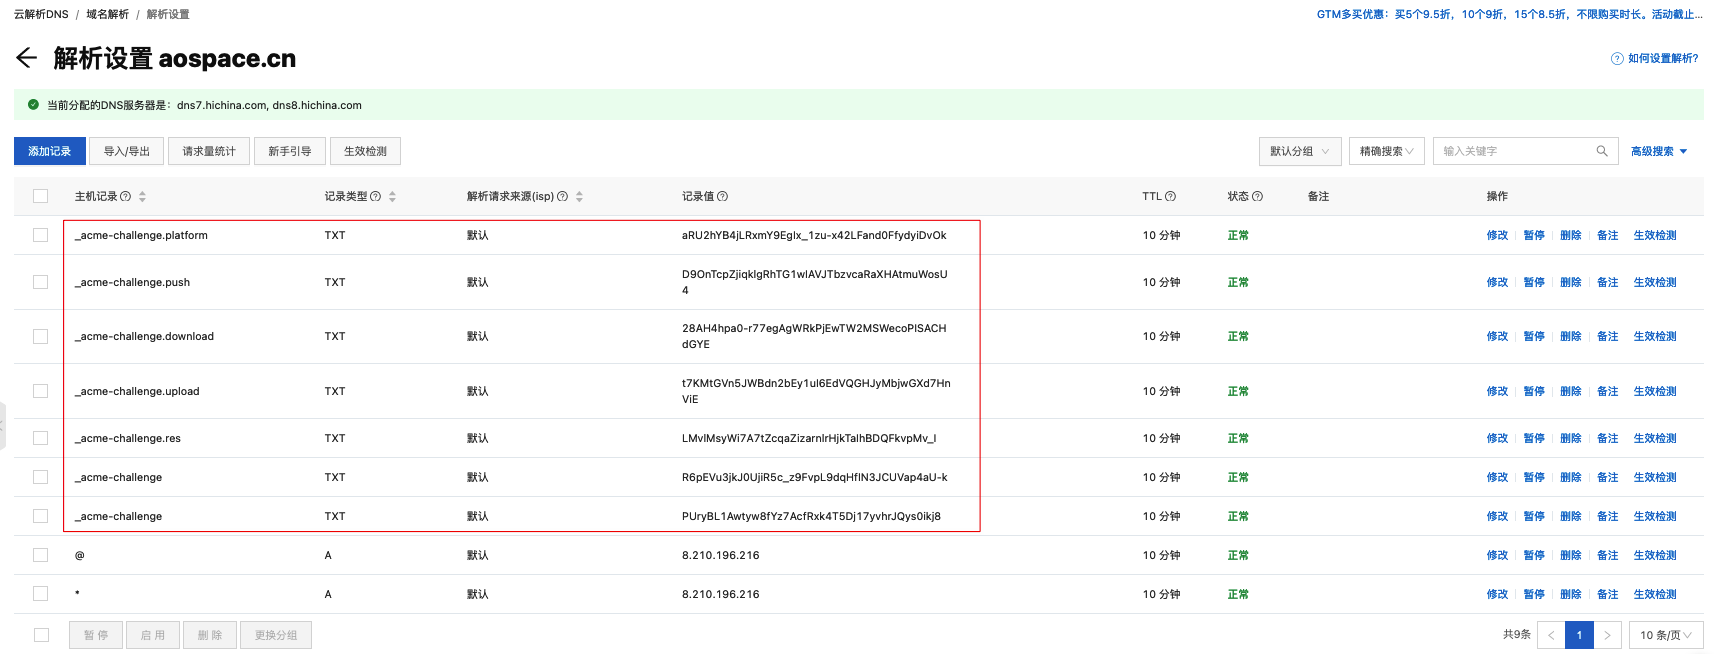 云解析DNS / 域名解析 / 解析设置
GTM多买优惠：买5个9.5折，10个9折，15个8.5折，不限购买时长。活动截止...
解析设置 aospace.cn
如何设置解析?
当前分配的DNS服务器是：dns7.hichina.com, dns8.hichina.com
添加记录 导入/导出 请求量统计 新手引导 生效检测 默认分组 精确搜索 输入关键字 高级搜索
主机记录 记录类型 解析请求来源(isp) 记录值 TTL 状态 备注 操作
_acme-challenge.platform TXT 默认 aRU2hYB4jLRxmY9Eglx_1zu-x42LFand0FfydyiDvOk 10 分钟 正常 修改 暂停 删除 备注 生效检测
_acme-challenge.push TXT 默认 D9OnTcpZjiqklgRhTG1wIAVJTbzvcaRaXHAtmuWosU 10 分钟 正常 修改 暂停 删除 备注 生效检测
4
_acme-challenge.download TXT 默认 28AH4hpa0-r77egAgWRkPjEwTW2MSWecoPISACH 10 分钟 正常 修改 暂停 删除 备注 生效检测
dGYE
_acme-challenge.upload TXT 默认 t7KMtGVn5JWBdn2bEy1ul6EdVQGHJyMbjwGXd7Hn 10 分钟 正常 修改 暂停 删除 备注 生效检测
ViE
_acme-challenge.res TXT 默认 LMvlMsyWi7A7tZcqaZizarnIrHjkTalhBDQFkvpMv_I 10 分钟 正常 修改 暂停 删除 备注 生效检测
_acme-challenge TXT 默认 R6pEVu3jkJ0UjiR5c_z9FvpL9dqHflN3JCUVap4aU-k 10 分钟 正常 修改 暂停 删除 备注 生效检测
_acme-challenge TXT 默认 PUryBL1Awtyw8fYz7AcfRxk4T5Dj17yvhrJQys0ikj8 10 分钟 正常 修改 暂停 删除 备注 生效检测
@ A 默认 8.210.196.216 10 分钟 正常 修改 暂停 删除 备注 生效检测
* A 默认 8.210.196.216 10 分钟 正常 修改 暂停 删除 备注 生效检测
暂 停 启 用 删 除 更换分组 共9条 < 1 > 10 条/页